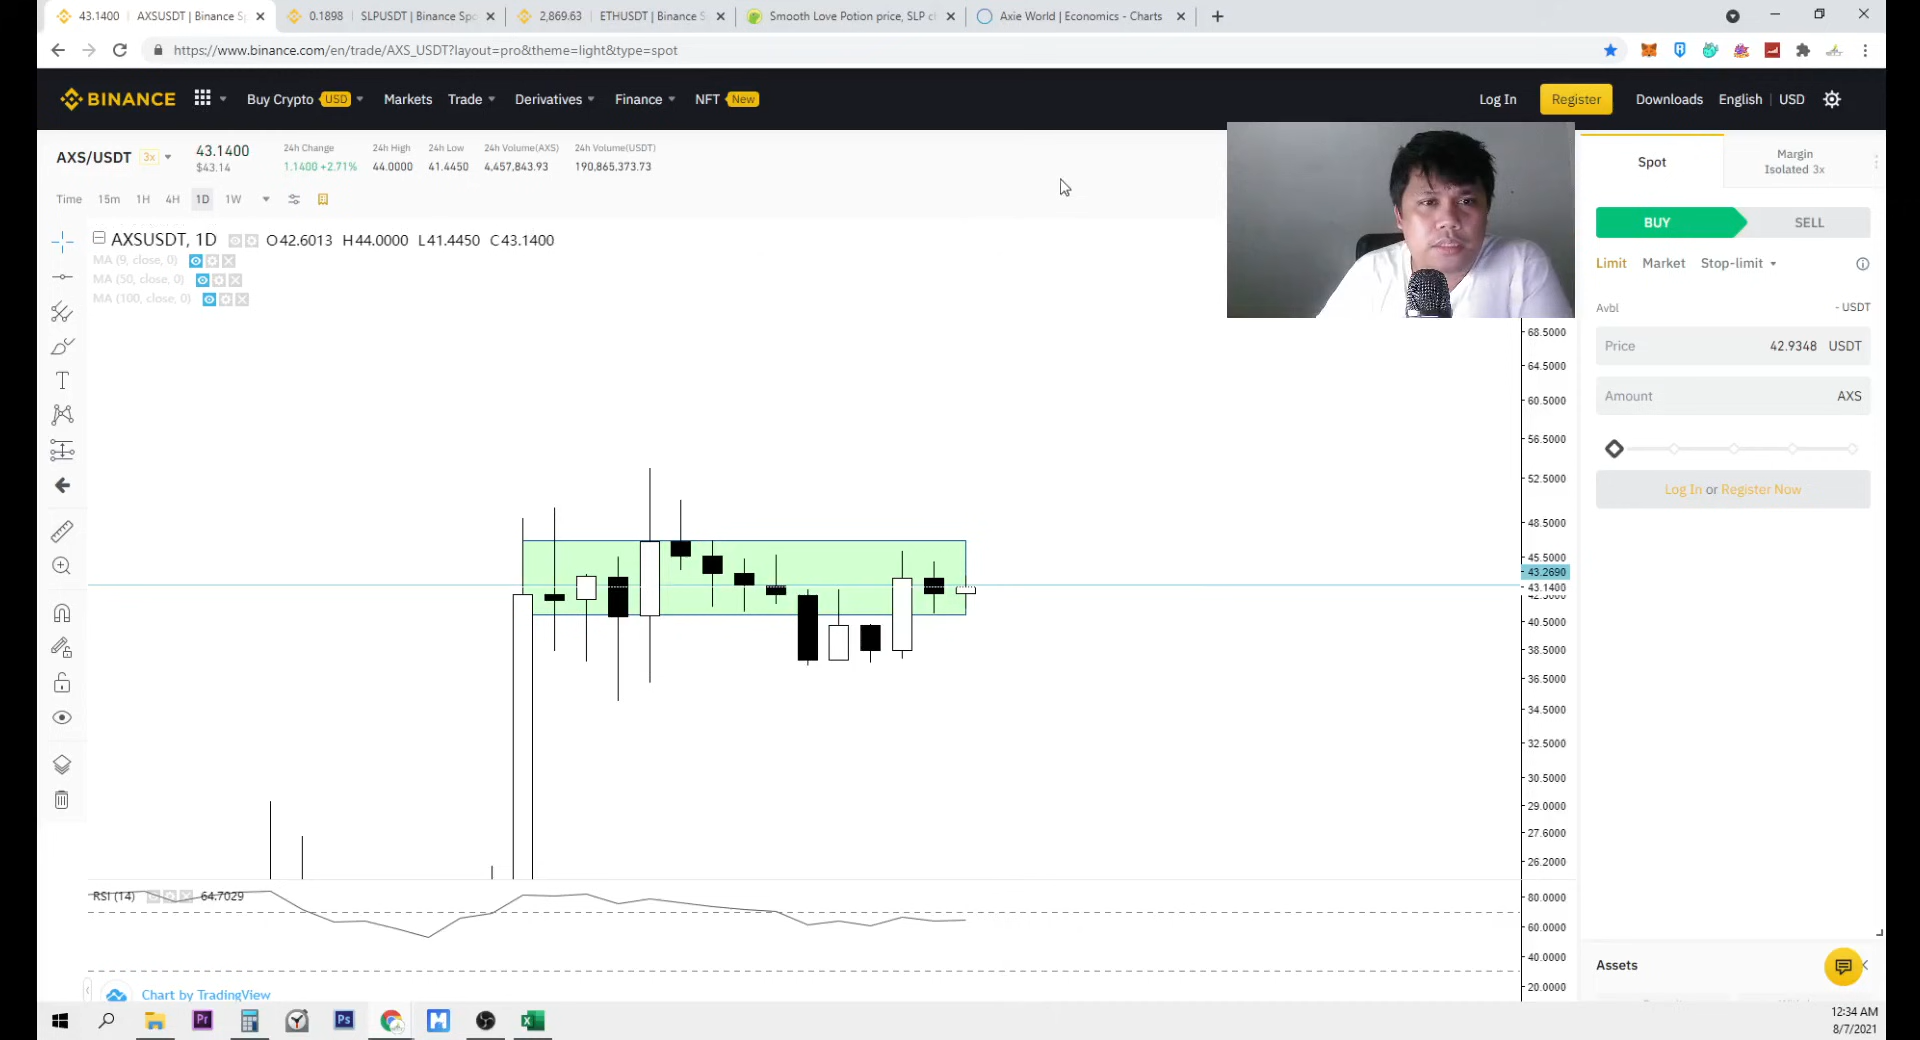 43.1400 AXSUSDT | Binance Sp
0.1898 SLPUSDT | Binance Spo
2,869.63 ETHUSDT | Binance S
Smooth Love Potion price, SLP c
Axie World | Economics - Charts
https://www.binance.com/en/trade/AXS_USDT?layout=pro&theme=light&type=spot
BINANCE Buy Crypto USD Markets Trade Derivatives Finance NFT New Log In Register Downloads English | USD
AXS/USDT 3x 43.1400 $43.14
24h Change 24h High 24h Low 24h Volume(AXS) 24h Volume(USDT)
1.1400 +2.71% 44.0000 41.4450 4,457,843.93 190,865,373.73
Spot Margin
Isolated 3x
Time 15m 1H 4H 1D 1W
BUY SELL
AXSUSDT, 1D O42.6013 H44.0000 L41.4450 C43.1400
MA (9, close, 0)
MA (50, close, 0)
MA (100, close, 0)
Limit Market Stop-limit
Avbl - USDT
Price 42.9348 USDT
Amount AXS
Log In or Register Now
68.5000
64.5000
60.5000
56.5000
52.5000
48.5000
45.5000
43.2690
43.1400
40.5000
38.5000
36.5000
34.5000
32.5000
30.5000
29.0000
27.6000
26.2000
RSI (14) 64.7029
80.0000
60.0000
40.0000
20.0000
Chart by TradingView
Assets
Pr
Ps
12:34 AM
8/7/2021